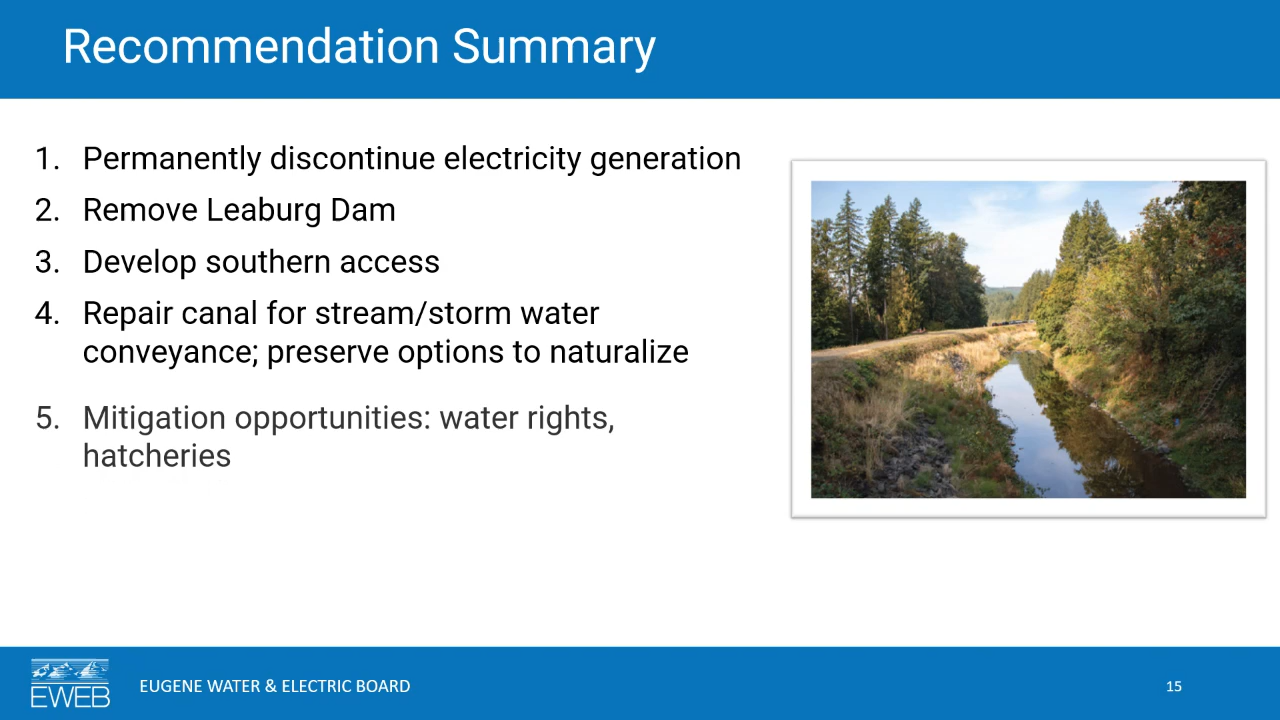 Recommendation Summary
1. Permanently discontinue electricity generation
2. Remove Leaburg Dam
3. Develop southern access
4. Repair canal for stream/storm water
conveyance; preserve options to naturalize
5. Mitigation opportunities: water rights,
hatcheries
EWEB
EUGENE WATER & ELECTRIC BOARD
15